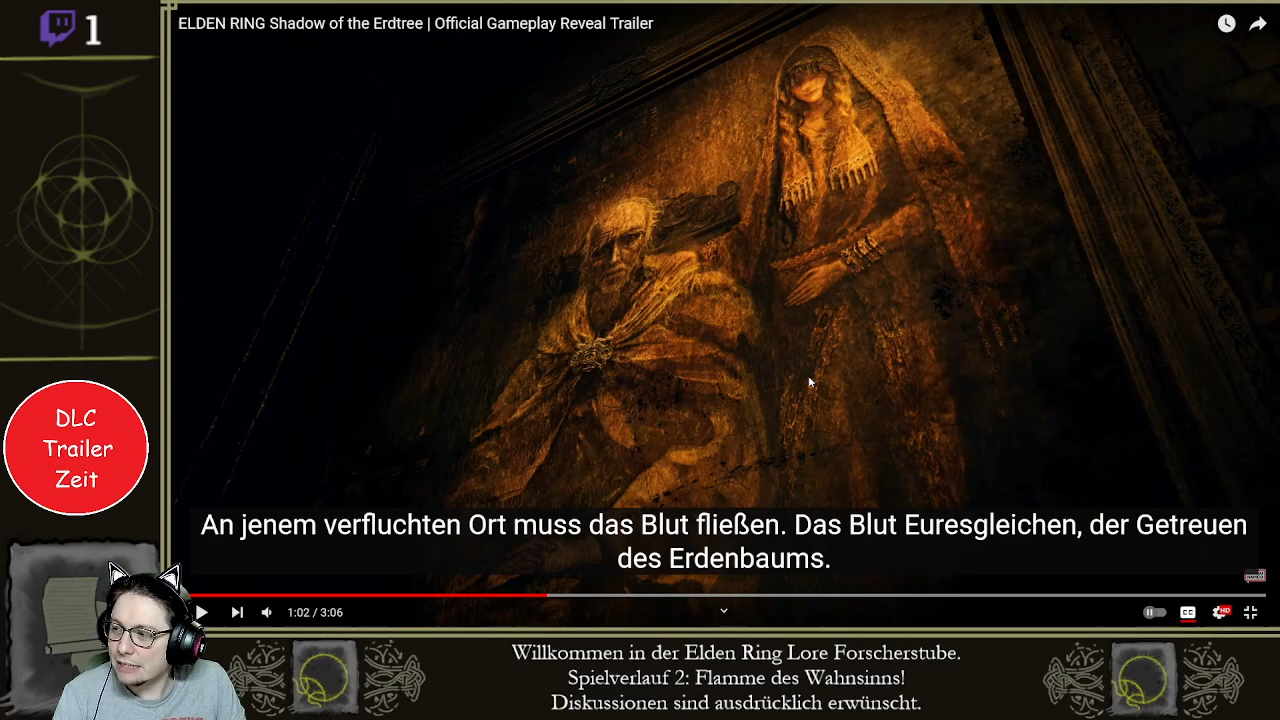 1
ELDEN RING Shadow of the Erdtree | Official Gameplay Reveal Trailer
DLC
Trailer
Zeit
An jenem verfluchten Ort muss das Blut fließen. Das Blut Euresgleichen, der Getreuen
des Erdenbaums.
1:02 / 3:06
CC
HD
Willkommen in der Elden Ring Lore Forscherstube.
Spielverlauf 2: Flamme des Wahnsinns!
Diskussionen sind ausdrücklich erwünscht.